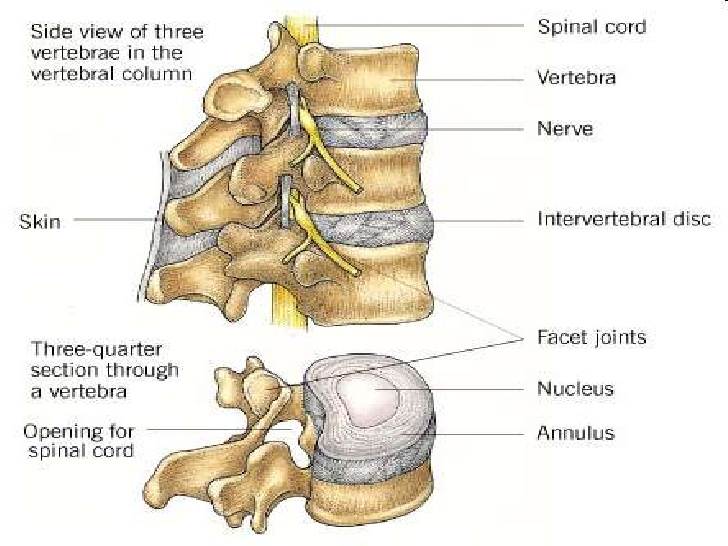 Side view of three
vertebrae in the
vertebral column
Spinal cord
Vertebra
Nerve
Skin
Intervertebral disc
Facet joints
Three-quarter
section through
a vertebra
Nucleus
Opening for
spinal cord
Annulus